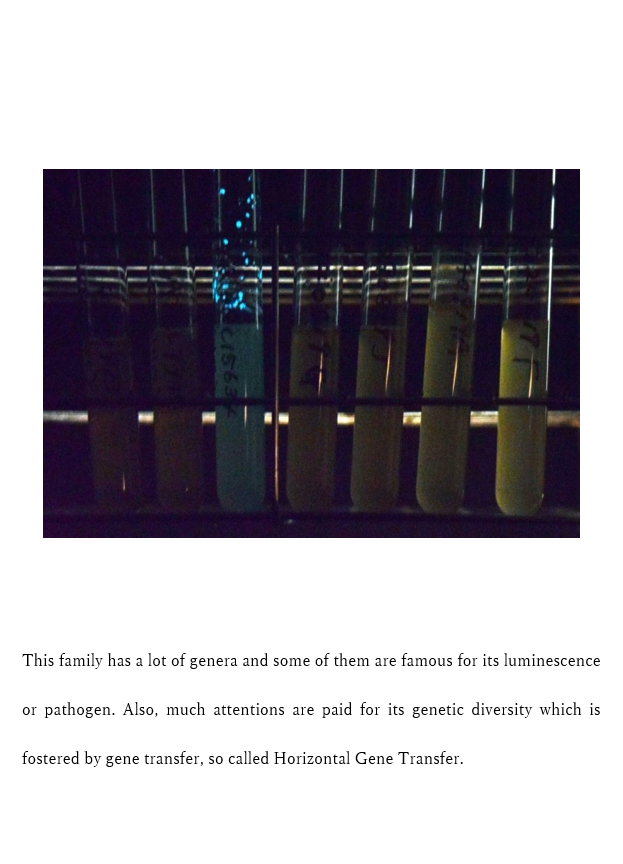 This family has a lot of genera and some of them are famous for its luminescence
or pathogen. Also, much attentions are paid for its genetic diversity which is
fostered by gene transfer, so called Horizontal Gene Transfer.